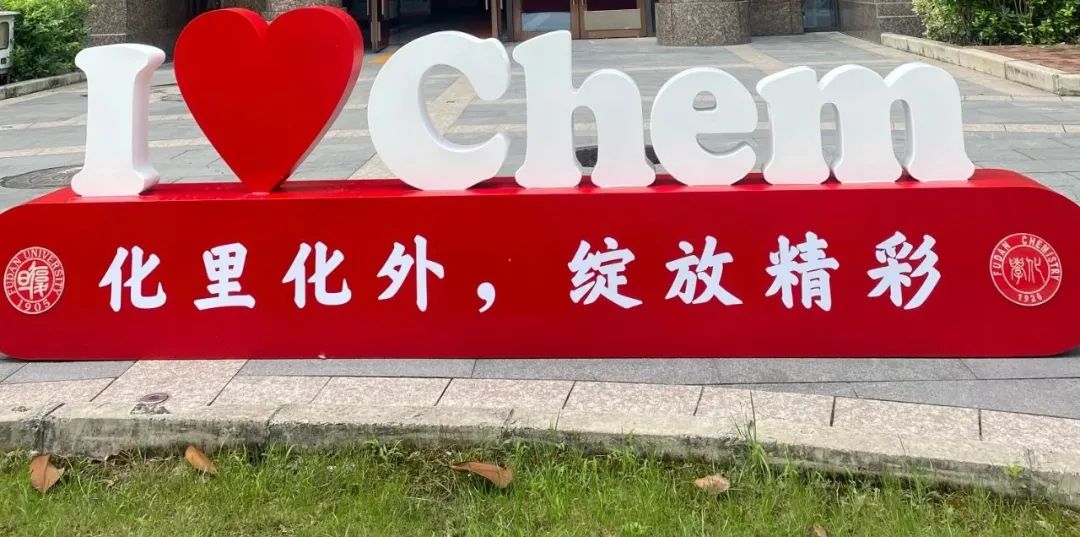 I ❤ Chem
化里化外，绽放精彩
FUDAN UNIVERSITY
1905
FUDAN CHEMISTRY
1926